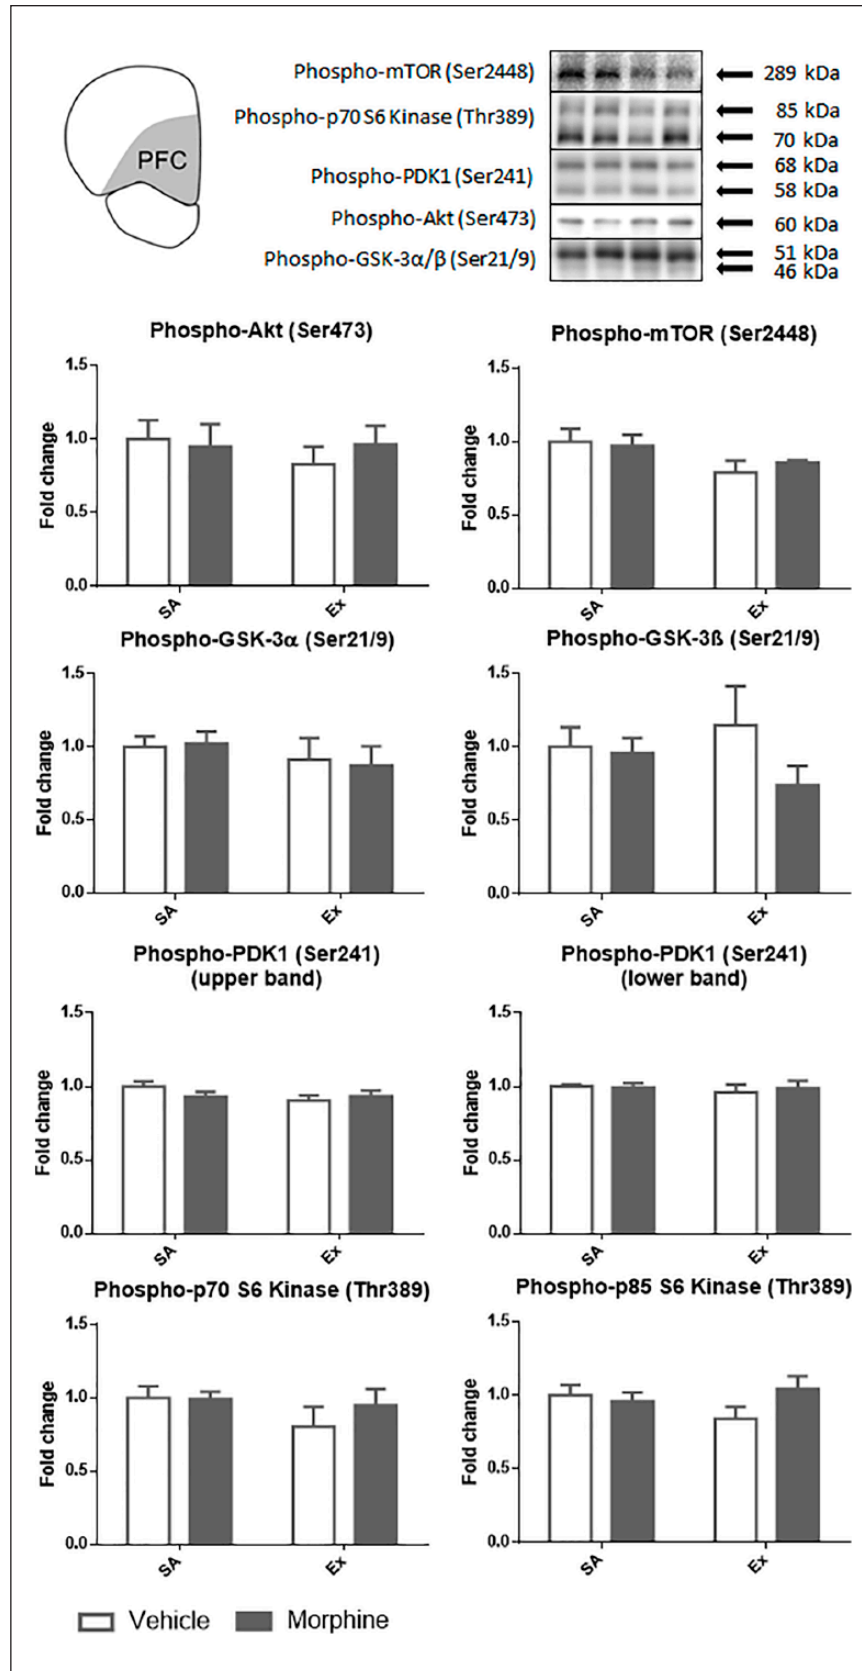 PFC
Phospho-mTOR (Ser2448)
289 kDa
Phospho-p70 S6 Kinase (Thr389)
85 kDa
70 kDa
Phospho-PDK1 (Ser241)
68 kDa
58 kDa
Phospho-Akt (Ser473)
60 kDa
Phospho-GSK-3α/β (Ser21/9)
51 kDa
46 kDa
Phospho-Akt (Ser473)
Fold change
1.5
1.0
0.5
0.0
SA
Ex
Phospho-mTOR (Ser2448)
Fold change
1.5
1.0
0.5
0.0
SA
Ex
Phospho-GSK-3α (Ser21/9)
Fold change
1.5
1.0
0.5
0.0
SA
Ex
Phospho-GSK-3ß (Ser21/9)
Fold change
1.5
1.0
0.5
0.0
SA
Ex
Phospho-PDK1 (Ser241)
(upper band)
Fold change
1.5
1.0
0.5
0.0
SA
Ex
Phospho-PDK1 (Ser241)
(lower band)
Fold change
1.5
1.0
0.5
0.0
SA
Ex
Phospho-p70 S6 Kinase (Thr389)
Fold change
1.5
1.0
0.5
0.0
SA
Ex
Phospho-p85 S6 Kinase (Thr389)
Fold change
1.5
1.0
0.5
0.0
SA
Ex
Vehicle
Morphine